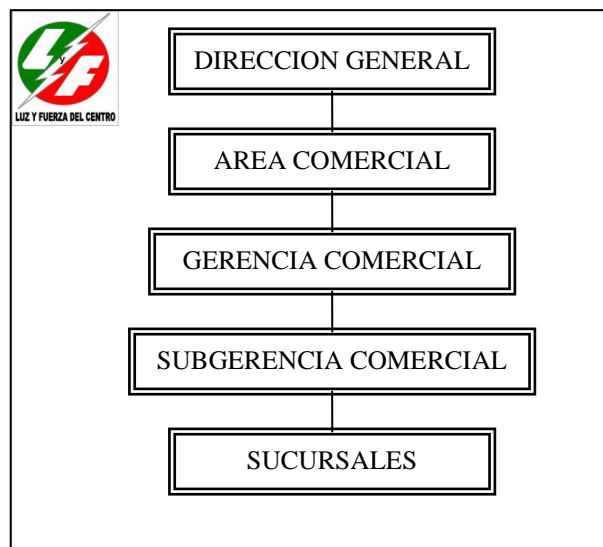 L y F
LUZ Y FUERZA DEL CENTRO
DIRECCION GENERAL
AREA COMERCIAL
GERENCIA COMERCIAL
SUBGERENCIA COMERCIAL
SUCURSALES